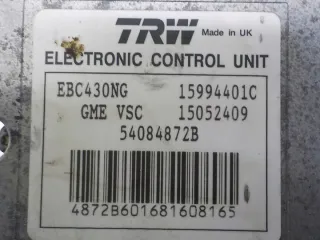 TRW Made in UK
ELECTRONIC CONTROL UNIT
EBC430NG 15994401C
GME VSC 15052409
54084872B
4872B601681608165